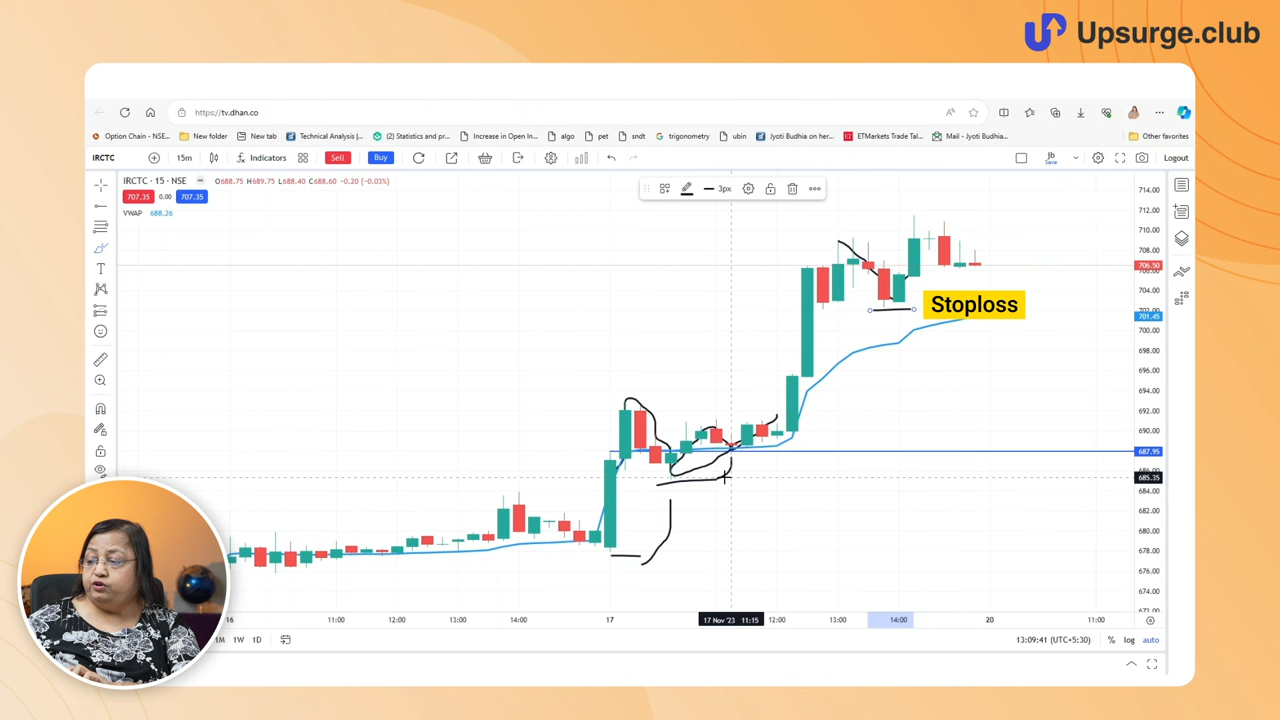 Upsurge.club
https://tv.dhan.co
Option Chain - NSE...
New folder
New tab
Technical Analysis J...
(2) Statistics and pr...
Increase in Open In...
algo
pet
sndt
trigonometry
ubin
Jyoti Budhia on her...
ETMarkets Trade Tal...
Mail - Jyoti Budhia...
Other favorites
IRCTC
15m
Indicators
Sell
Buy
Save
Logout
IRCTC · 15 · NSE O688.75 H689.75 L688.40 C688.60 -0.20 (-0.03%)
707.35 0.00 707.35
VWAP 688.26
3px
714.00
712.00
710.00
708.00
706.50
704.00
702.00
Stoploss
701.45
700.00
698.00
696.00
694.00
692.00
690.00
687.95
685.35
684.00
682.00
680.00
678.00
676.00
674.00
672.00
16 11:00 12:00 13:00 14:00 17 17 Nov '23 11:15 12:00 13:00 14:00 20 11:00
1M 1W 1D
13:09:41 (UTC+5:30) % log auto